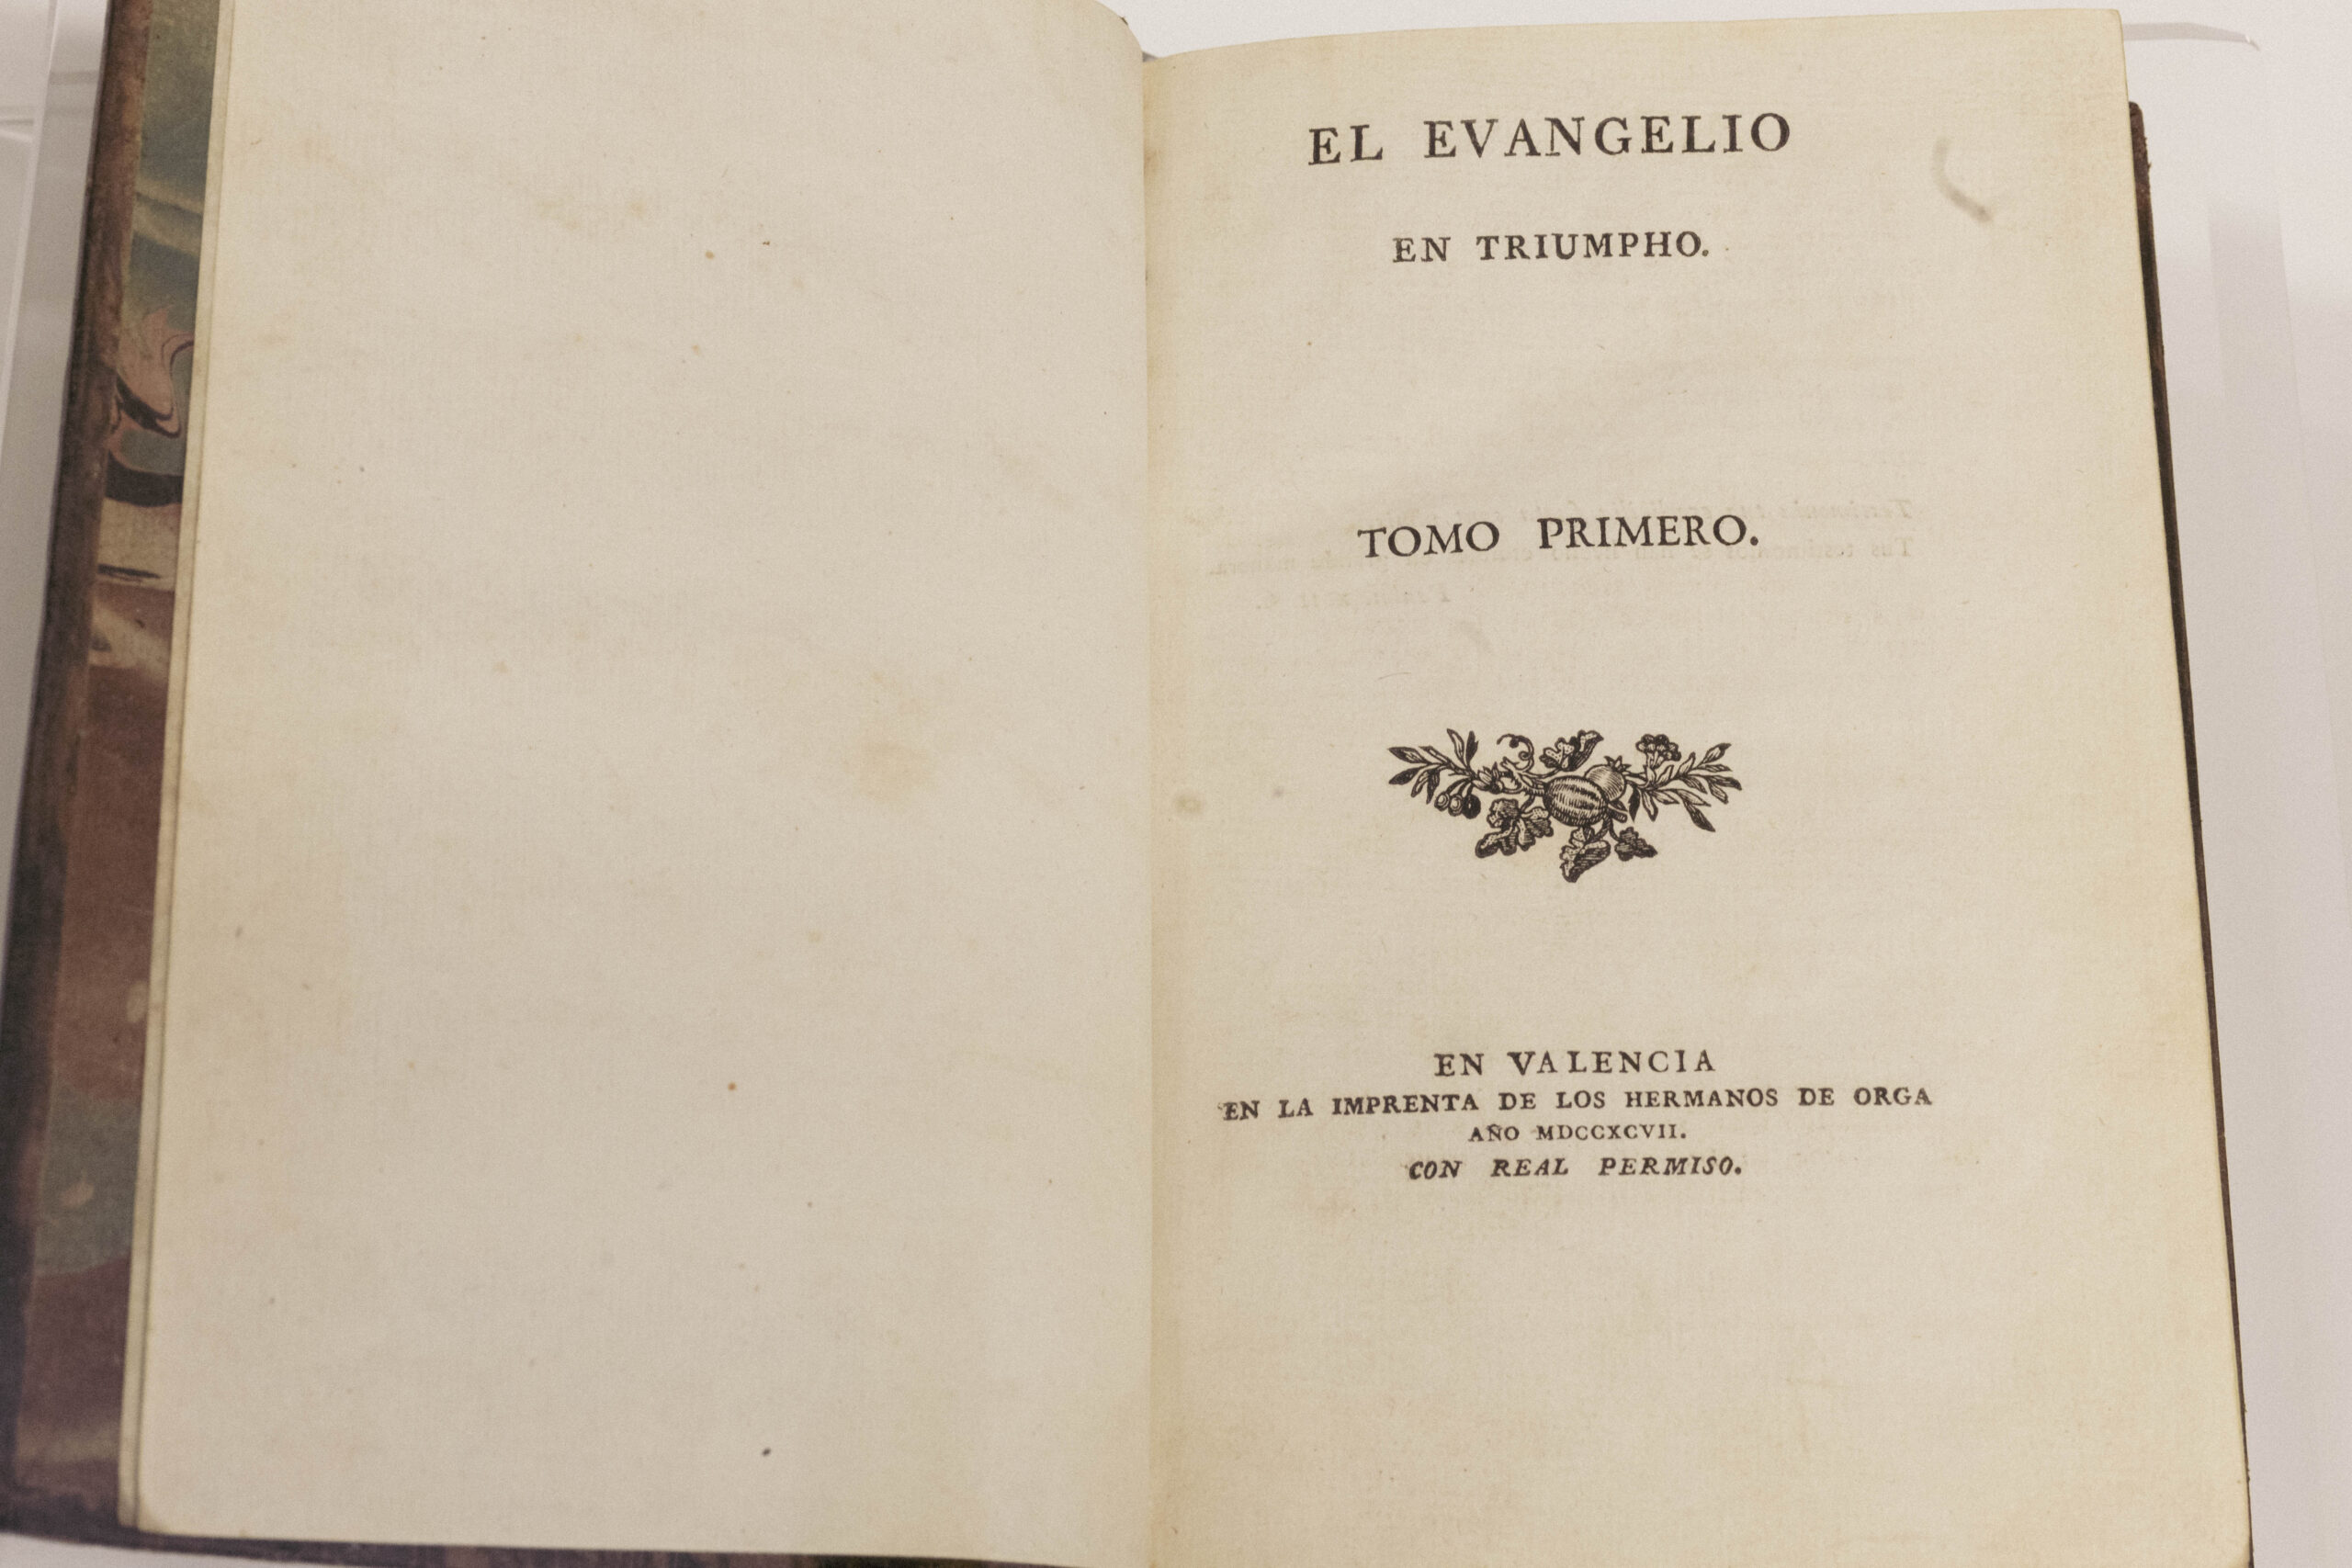 EL EVANGELIO
EN TRIUMPHO.
TOMO PRIMERO.
EN VALENCIA
EN LA IMPRENTA DE LOS HERMANOS DE ORGA
AÑO MDCCXCVII.
CON REAL PERMISO.